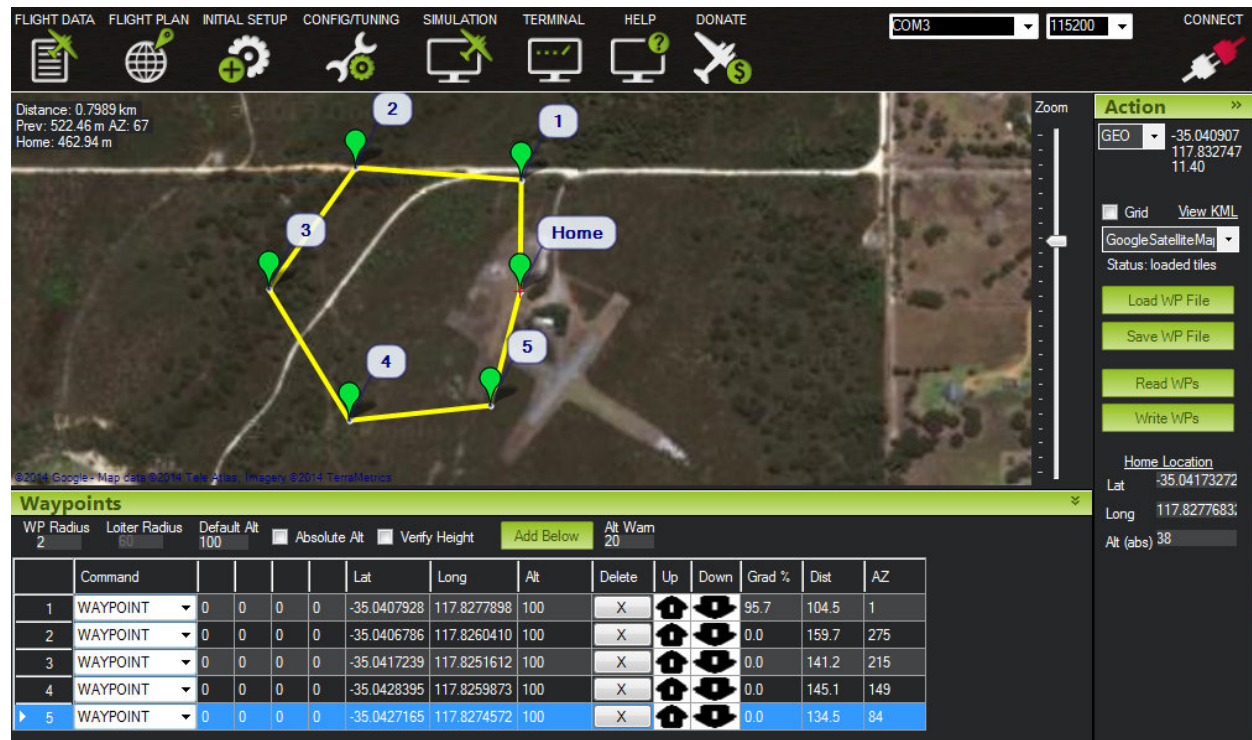 FLIGHT DATA FLIGHT PLAN INITIAL SETUP CONFIG/TUNING SIMULATION TERMINAL HELP DONATE COM3 115200 CONNECT
Distance: 0.7989 km
Prev: 522.46 m AZ: 67
Home: 462.94 m
2
1
3
Home
5
4
©2014 Google - Map data ©2014 Tele Atlas, Imagery ©2014 TerraMetrics
Zoom
Action »
GEO -35.040907
117.832747
11.40
Grid View KML
GoogleSatelliteMap
Status: loaded tiles
Load WP File
Save WP File
Read WPs
Write WPs
Home Location
Lat -35.04173272
Long 117.8277683
Alt (abs) 38
Waypoints
WP Radius Loiter Radius Default Alt Alt Warn
2 60 100 Absolute Alt Verify Height Add Below 20
Command Lat Long Alt Delete Up Down Grad % Dist AZ
1 WAYPOINT 0 0 0 0 -35.0407928 117.8277898 100 X 95.7 104.5 1
2 WAYPOINT 0 0 0 0 -35.0406786 117.8260410 100 X 0.0 159.7 275
3 WAYPOINT 0 0 0 0 -35.0417239 117.8251612 100 X 0.0 141.2 215
4 WAYPOINT 0 0 0 0 -35.0428395 117.8259873 100 X 0.0 145.1 149
5 WAYPOINT 0 0 0 0 -35.0427165 117.8274572 100 X 0.0 134.5 84